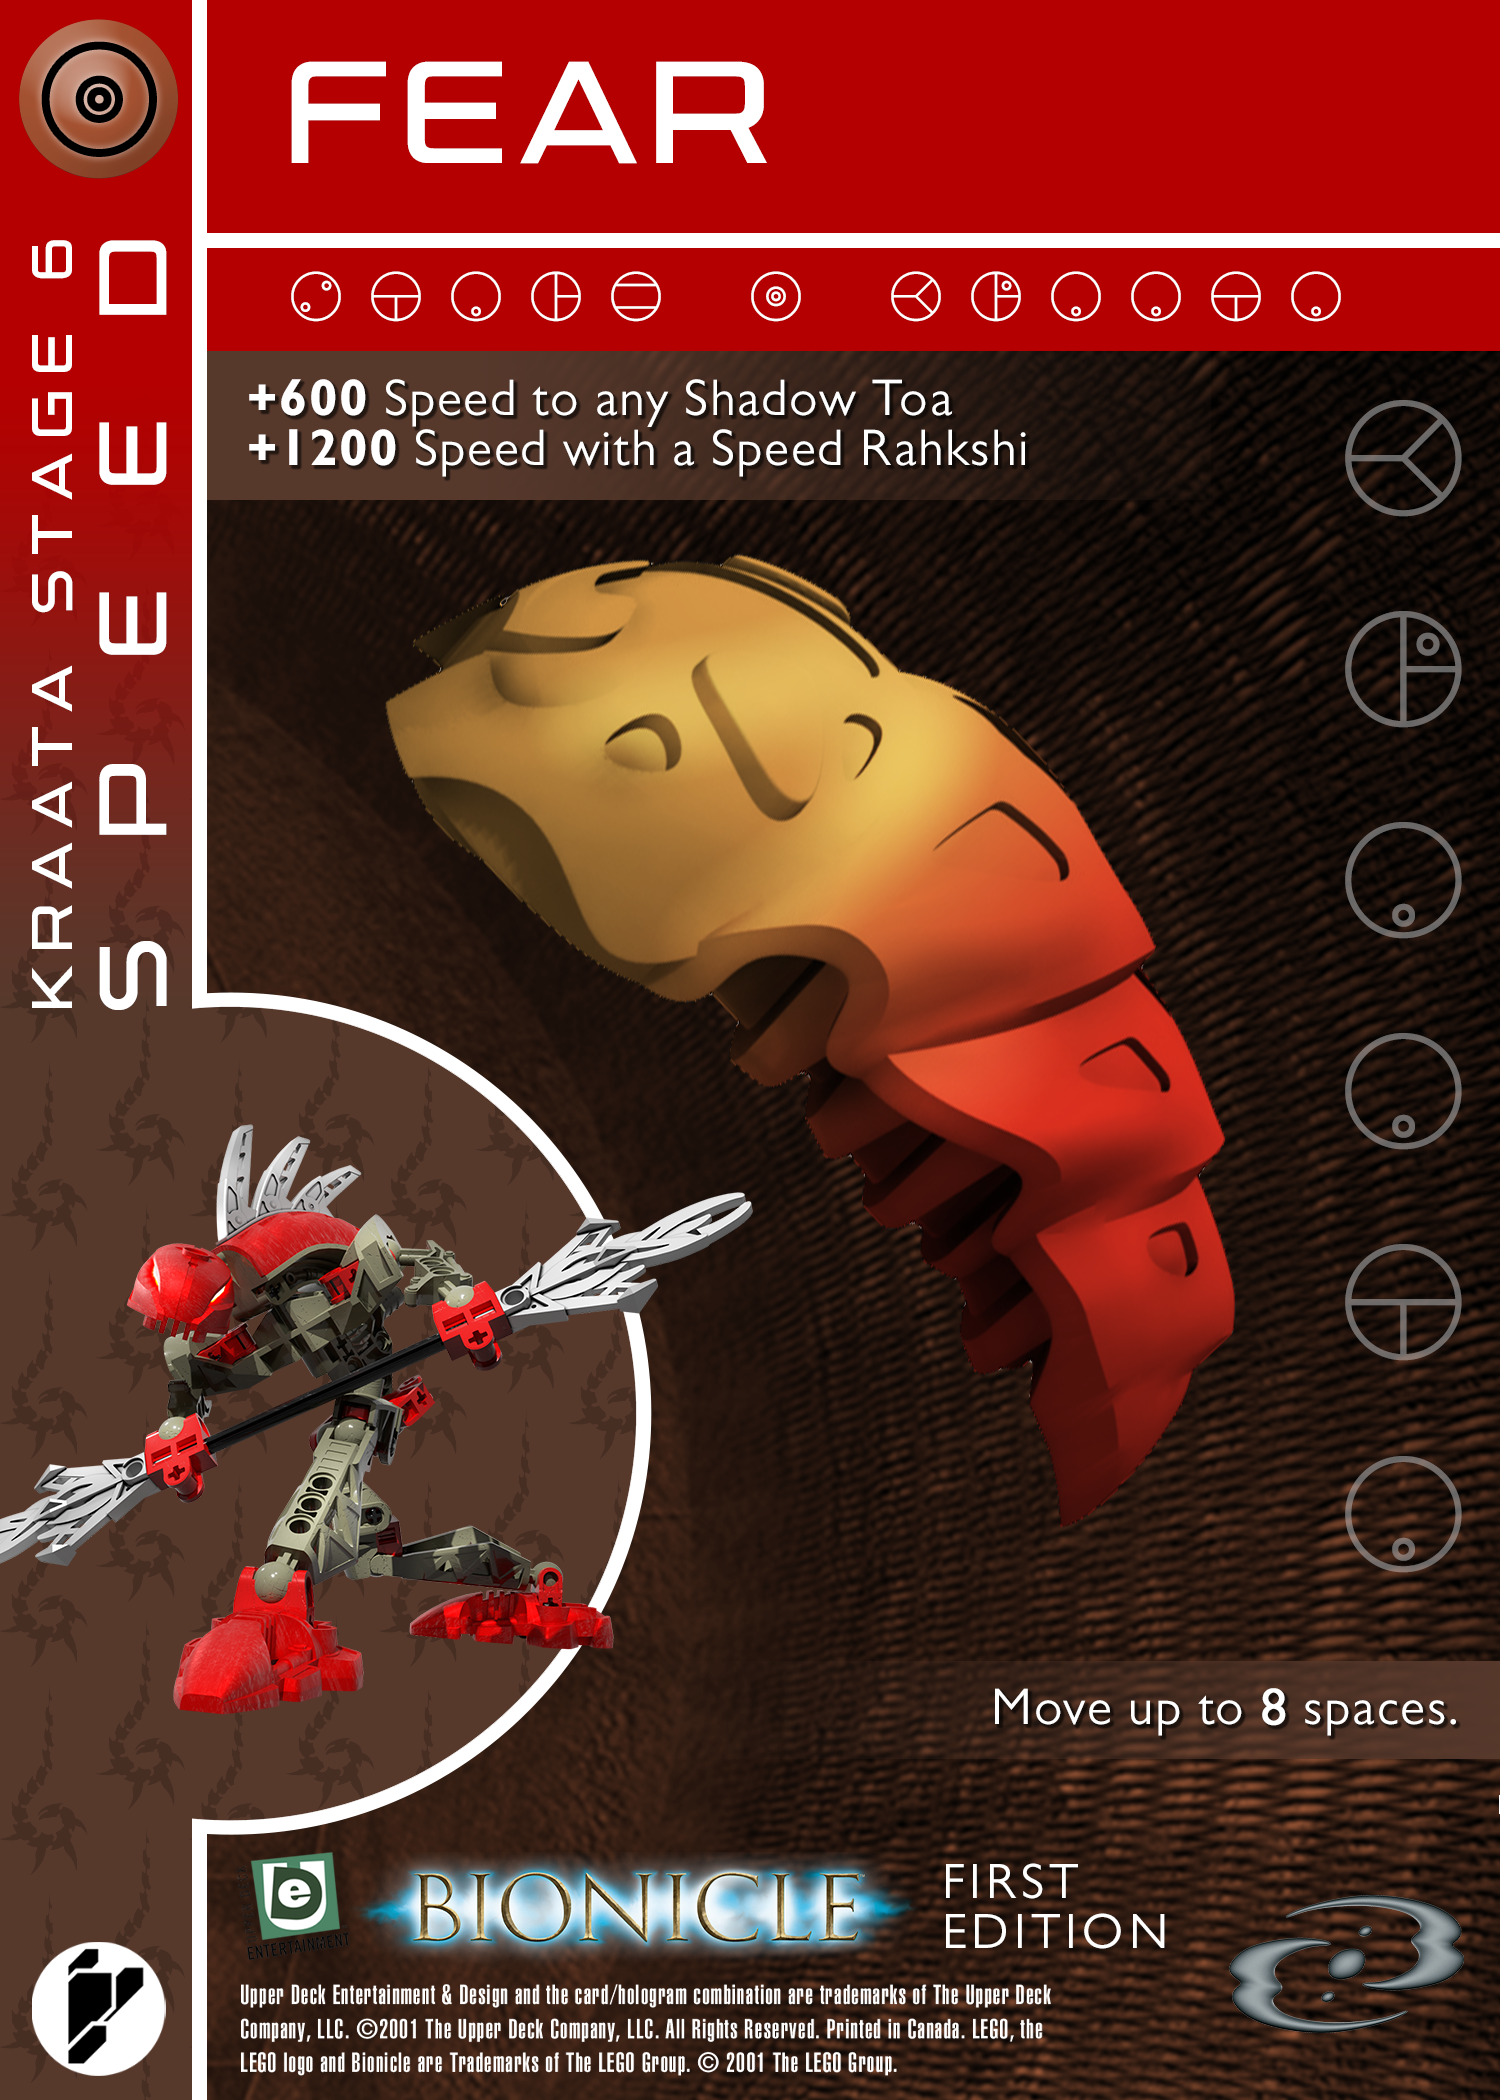 FEAR
KRAATA STAGE 6
SPEED
+600 Speed to any Shadow Toa
+1200 Speed with a Speed Rahkshi
Move up to 8 spaces.
e
ENTERTAINMENT
BIONICLE
FIRST
EDITION
Upper Deck Entertainment & Design and the card/hologram combination are trademarks of The Upper Deck
Company, LLC. ©2001 The Upper Deck Company, LLC. All Rights Reserved. Printed in Canada. LEGO, the
LEGO logo and Bionicle are Trademarks of The LEGO Group. © 2001 The LEGO Group.